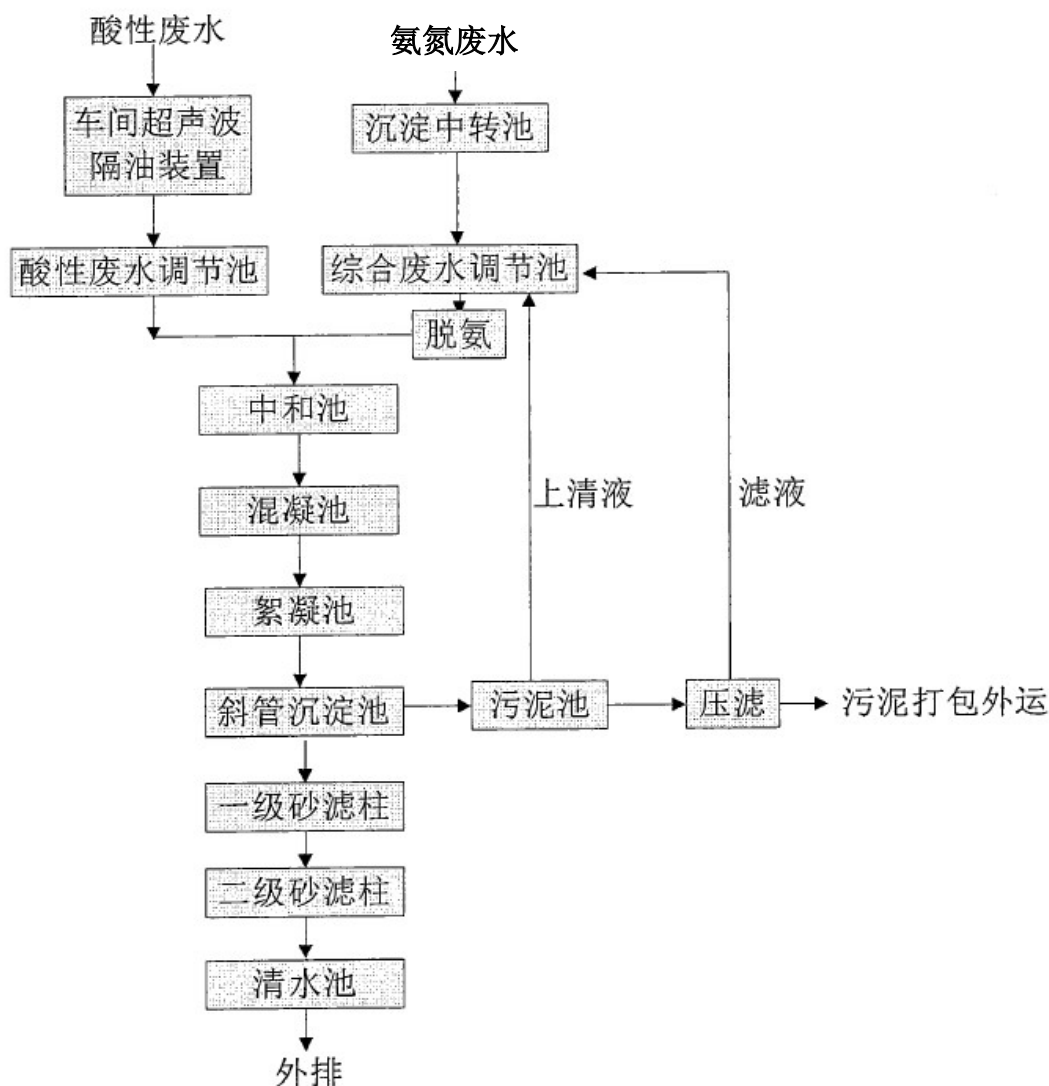 酸性废水
氨氮废水
车间超声波
隔油装置
沉淀中转池
酸性废水调节池
综合废水调节池
脱氨
中和池
混凝池
上清液
滤液
絮凝池
斜管沉淀池
污泥池
压滤
污泥打包外运
一级砂滤柱
二级砂滤柱
清水池
外排